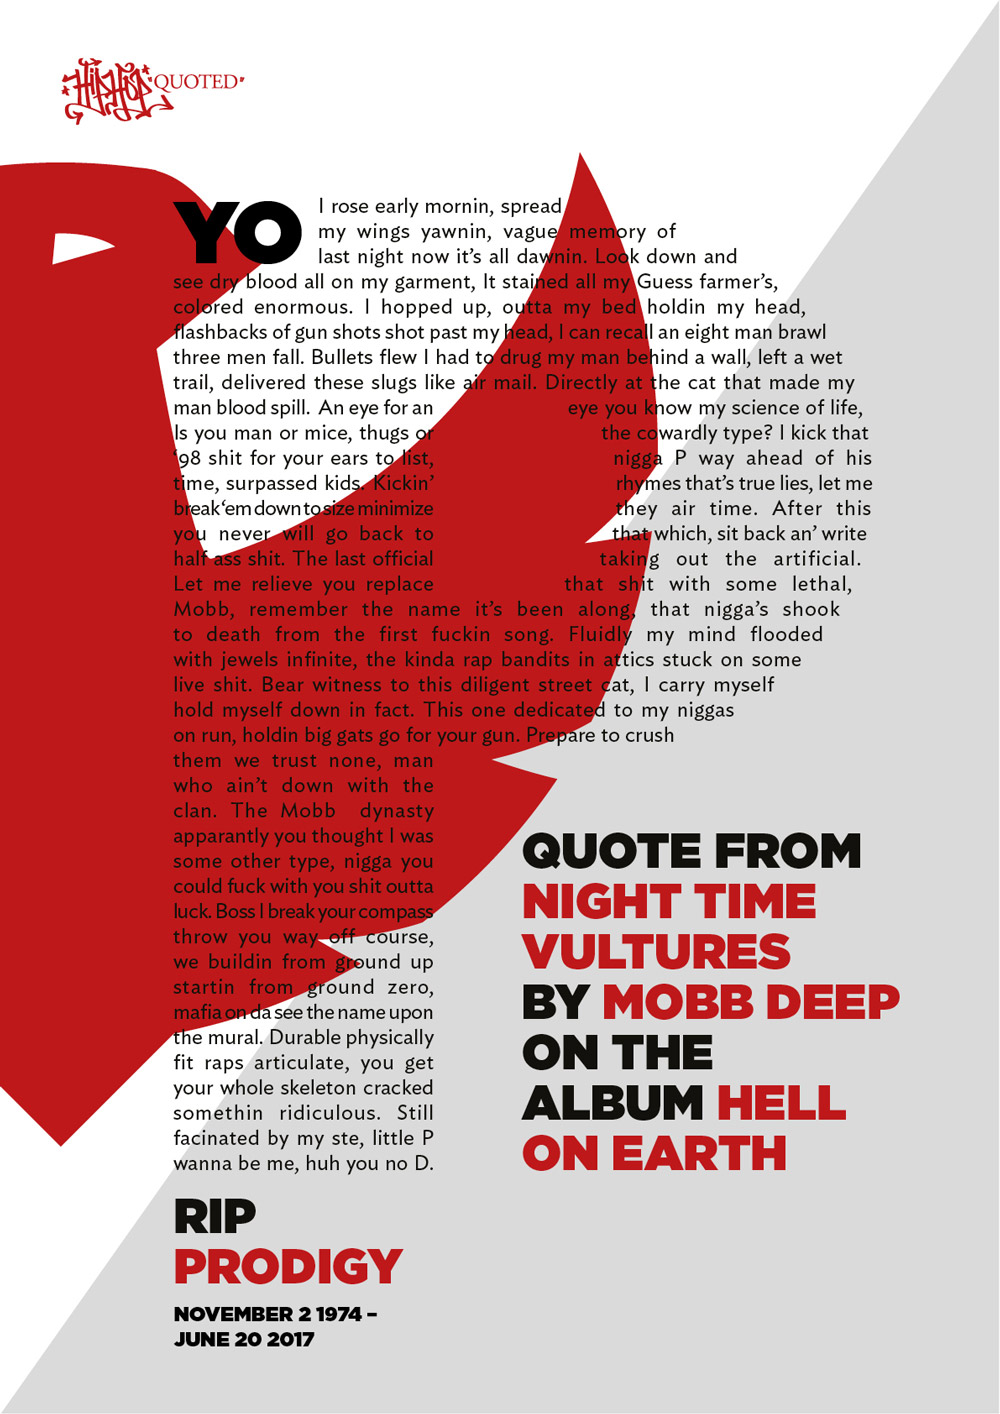 HIPHOP QUOTED"
YO
I rose early mornin, spread
my wings yawnin, vague memory of
last night now it's all dawnin. Look down and
see dry blood all on my garment, It stained all my Guess farmer's,
colored enormous. I hopped up, outta my bed holdin my head,
flashbacks of gun shots shot past my head, I can recall an eight man brawl
three men fall. Bullets flew I had to drug my man behind a wall, left a wet
trail, delivered these slugs like air mail. Directly at the cat that made my
man blood spill. An eye for an eye you know my science of life,
Is you man or mice, thugs or the cowardly type? I kick that
'98 shit for your ears to list, nigga P way ahead of his
time, surpassed kids. Kickin' rhymes that's true lies, let me
break 'em down to size minimize they air time. After this
you never will go back to that which, sit back an' write
half ass shit. The last official taking out the artificial.
Let me relieve you replace that shit with some lethal,
Mobb, remember the name it's been along, that nigga's shook
to death from the first fuckin song. Fluidly my mind flooded
with jewels infinite, the kinda rap bandits in attics stuck on some
live shit. Bear witness to this diligent street cat, I carry myself
hold myself down in fact. This one dedicated to my niggas
on run, holdin big gats go for your gun. Prepare to crush
them we trust none, man
who ain't down with the
clan. The Mobb dynasty
apparantly you thought I was
some other type, nigga you
could fuck with you shit outta
luck. Boss I break your compass
throw you way off course,
we buildin from ground up
startin from ground zero,
mafia on da see the name upon
the mural. Durable physically
fit raps articulate, you get
your whole skeleton cracked
somethin ridiculous. Still
facinated by my ste, little P
wanna be me, huh you no D.
QUOTE FROM
NIGHT TIME
VULTURES
BY MOBB DEEP
ON THE
ALBUM HELL
ON EARTH
RIP
PRODIGY
NOVEMBER 2 1974 –
JUNE 20 2017